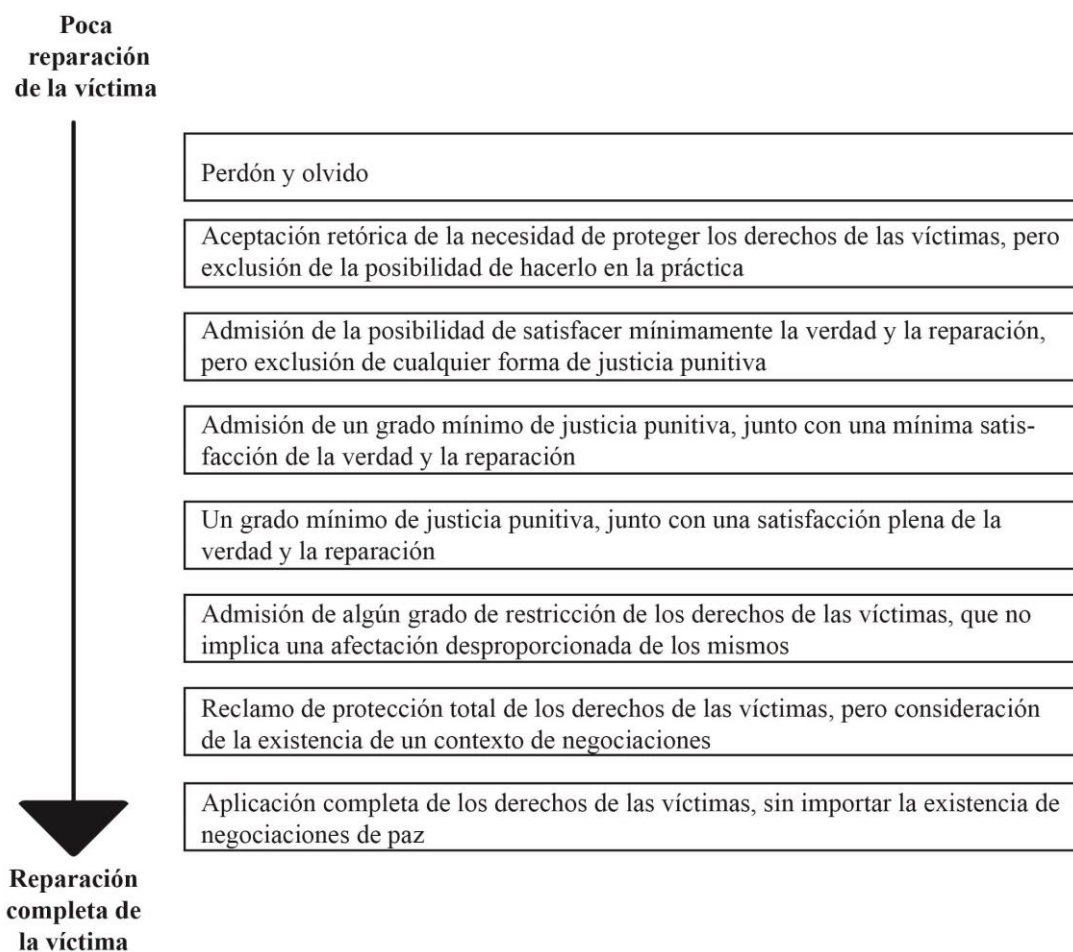 Poca
reparación
de la víctima
Perdón y olvido
Aceptación retórica de la necesidad de proteger los derechos de las víctimas, pero
exclusión de la posibilidad de hacerlo en la práctica
Admisión de la posibilidad de satisfacer mínimamente la verdad y la reparación,
pero exclusión de cualquier forma de justicia punitiva
Admisión de un grado mínimo de justicia punitiva, junto con una mínima satis-
facción de la verdad y la reparación
Un grado mínimo de justicia punitiva, junto con una satisfacción plena de la
verdad y la reparación
Admisión de algún grado de restricción de los derechos de las víctimas, que no
implica una afectación desproporcionada de los mismos
Reclamo de protección total de los derechos de las víctimas, pero consideración
de la existencia de un contexto de negociaciones
Aplicación completa de los derechos de las víctimas, sin importar la existencia de
negociaciones de paz
Reparación
completa de
la víctima